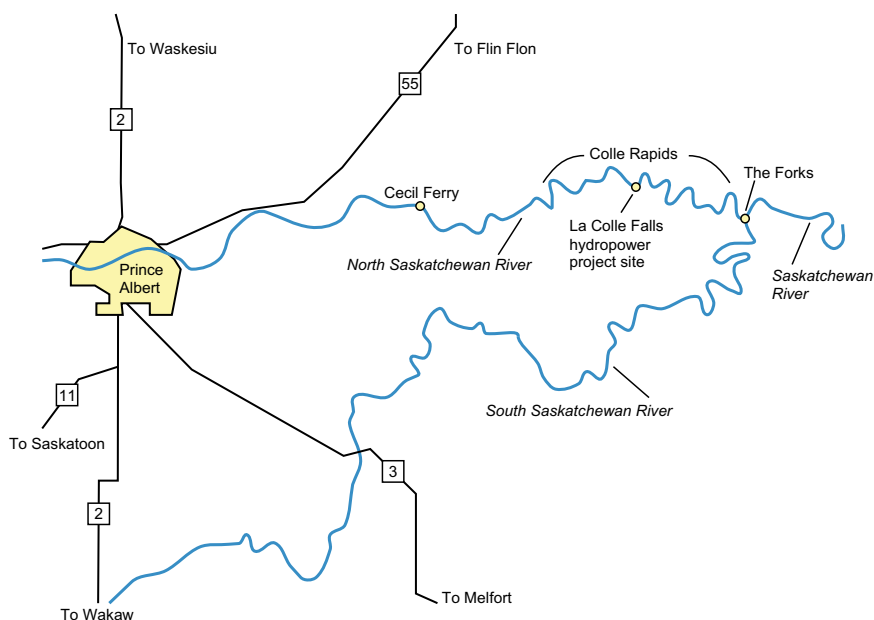 To Waskesiu
To Flin Flon
55
2
Colle Rapids
The Forks
Cecil Ferry
La Colle Falls
hydropower
project site
North Saskatchewan River
Saskatchewan
River
Prince
Albert
11
South Saskatchewan River
To Saskatoon
3
2
To Melfort
To Wakaw